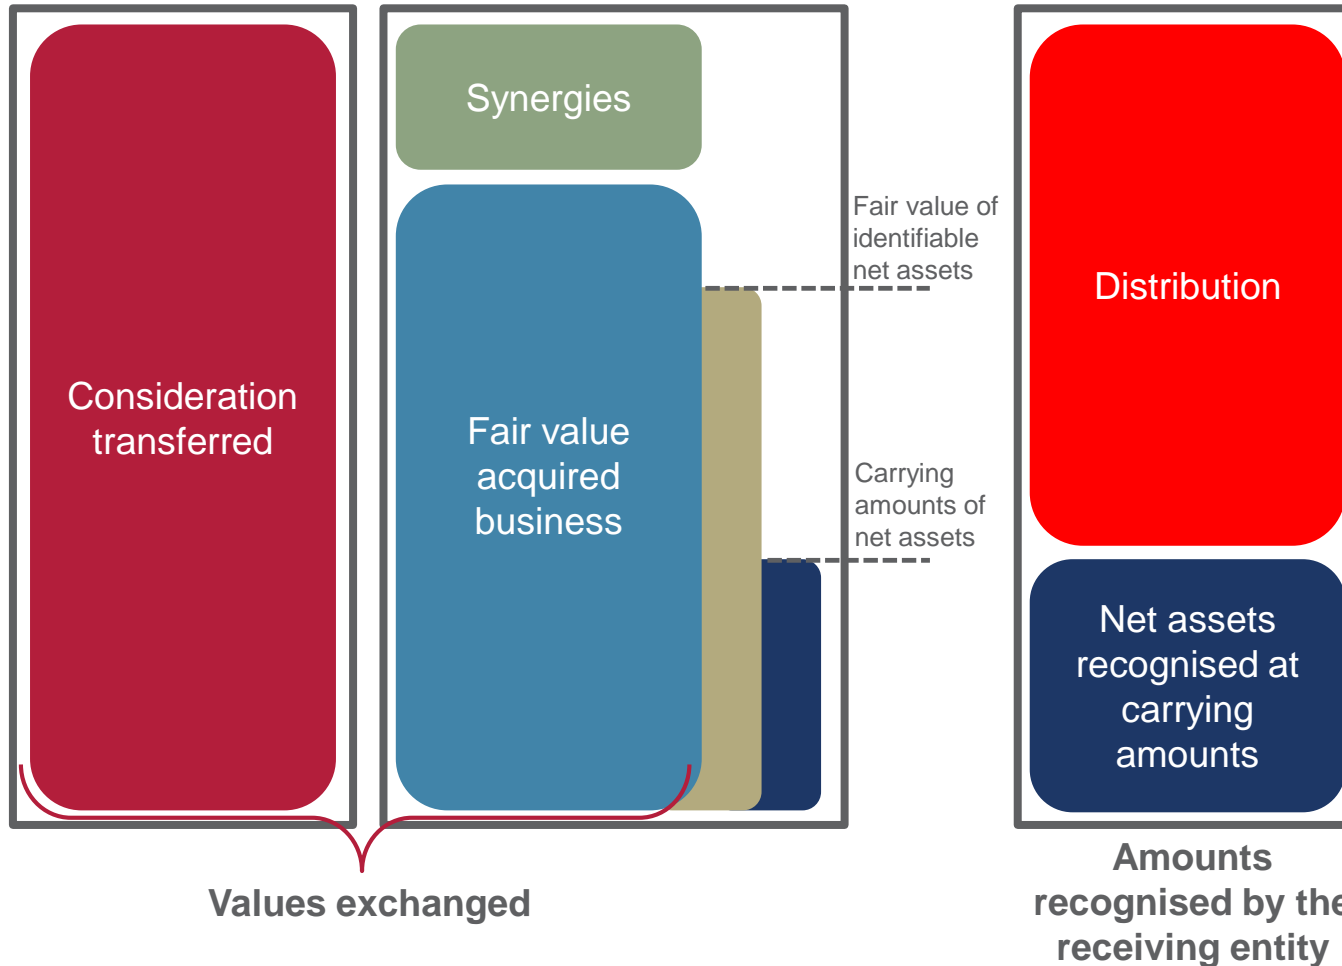 Consideration
transferred
Synergies
Fair value
acquired
business
Fair value of
identifiable
net assets
Carrying
amounts of
net assets
Distribution
Net assets
recognised at
carrying
amounts
Values exchanged
Amounts
recognised by the
receiving entity